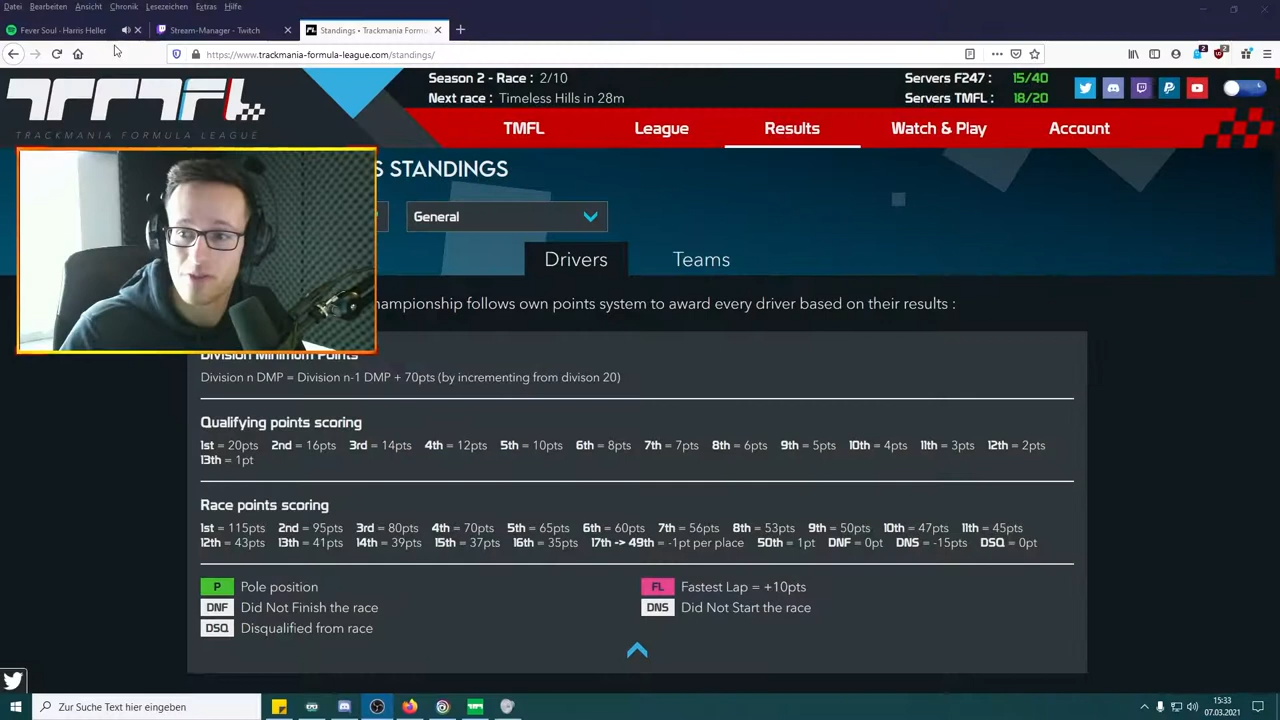 Datei Bearbeiten Ansicht Chronik Lesezeichen Extras Hilfe
Fever Soul - Harris Heller
Stream-Manager - Twitch
Standings • Trackmania Formu
https://www.trackmania-formula-league.com/standings/
TMFL
TRACKMANIA FORMULA LEAGUE
Season 2 - Race : 2/10
Next race : Timeless Hills in 28m
Servers F247 : 15/40
Servers TMFL : 18/20
TMFL League Results Watch & Play Account
S STANDINGS
General
Drivers Teams
hampionship follows own points system to award every driver based on their results :
Division Minimum Points
Division n DMP = Division n-1 DMP + 70pts (by incrementing from divison 20)
Qualifying points scoring
1st = 20pts 2nd = 16pts 3rd = 14pts 4th = 12pts 5th = 10pts 6th = 8pts 7th = 7pts 8th = 6pts 9th = 5pts 10th = 4pts 11th = 3pts 12th = 2pts
13th = 1pt
Race points scoring
1st = 115pts 2nd = 95pts 3rd = 80pts 4th = 70pts 5th = 65pts 6th = 60pts 7th = 56pts 8th = 53pts 9th = 50pts 10th = 47pts 11th = 45pts
12th = 43pts 13th = 41pts 14th = 39pts 15th = 37pts 16th = 35pts 17th -> 49th = -1pt per place 50th = 1pt DNF = 0pt DNS = -15pts DSQ = 0pt
P Pole position
FL Fastest Lap = +10pts
DNF Did Not Finish the race
DNS Did Not Start the race
DSQ Disqualified from race
Zur Suche Text hier eingeben
15:33
07.03.2021